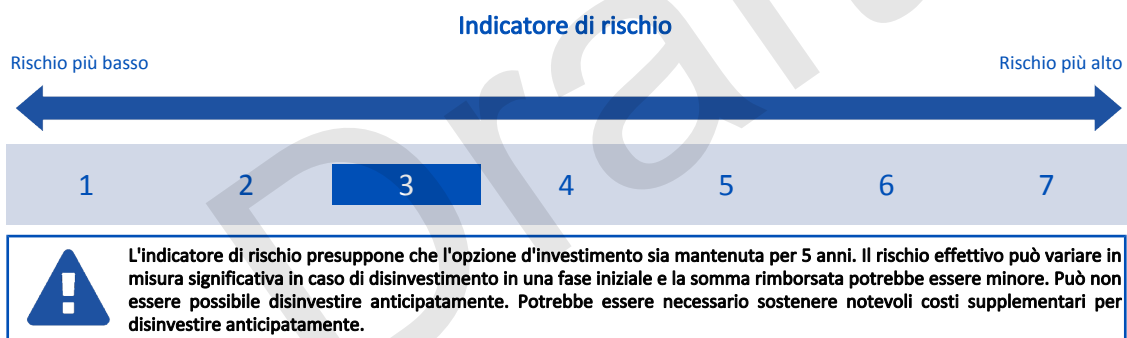 Indicatore di rischio
Rischio più basso
Rischio più alto
1 2 3 4 5 6 7
L'indicatore di rischio presuppone che l'opzione d'investimento sia mantenuta per 5 anni. Il rischio effettivo può variare in
misura significativa in caso di disinvestimento in una fase iniziale e la somma rimborsata potrebbe essere minore. Può non
essere possibile disinvestire anticipatamente. Potrebbe essere necessario sostenere notevoli costi supplementari per
disinvestire anticipatamente.